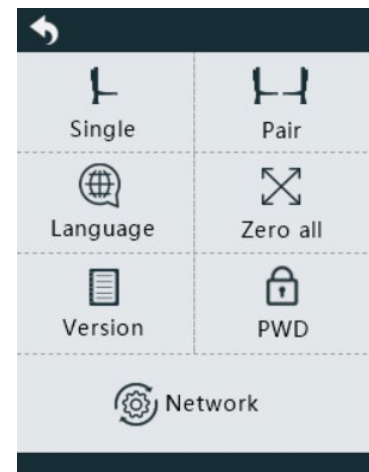 Single
Pair
Language
Zero all
Version
PWD
Network